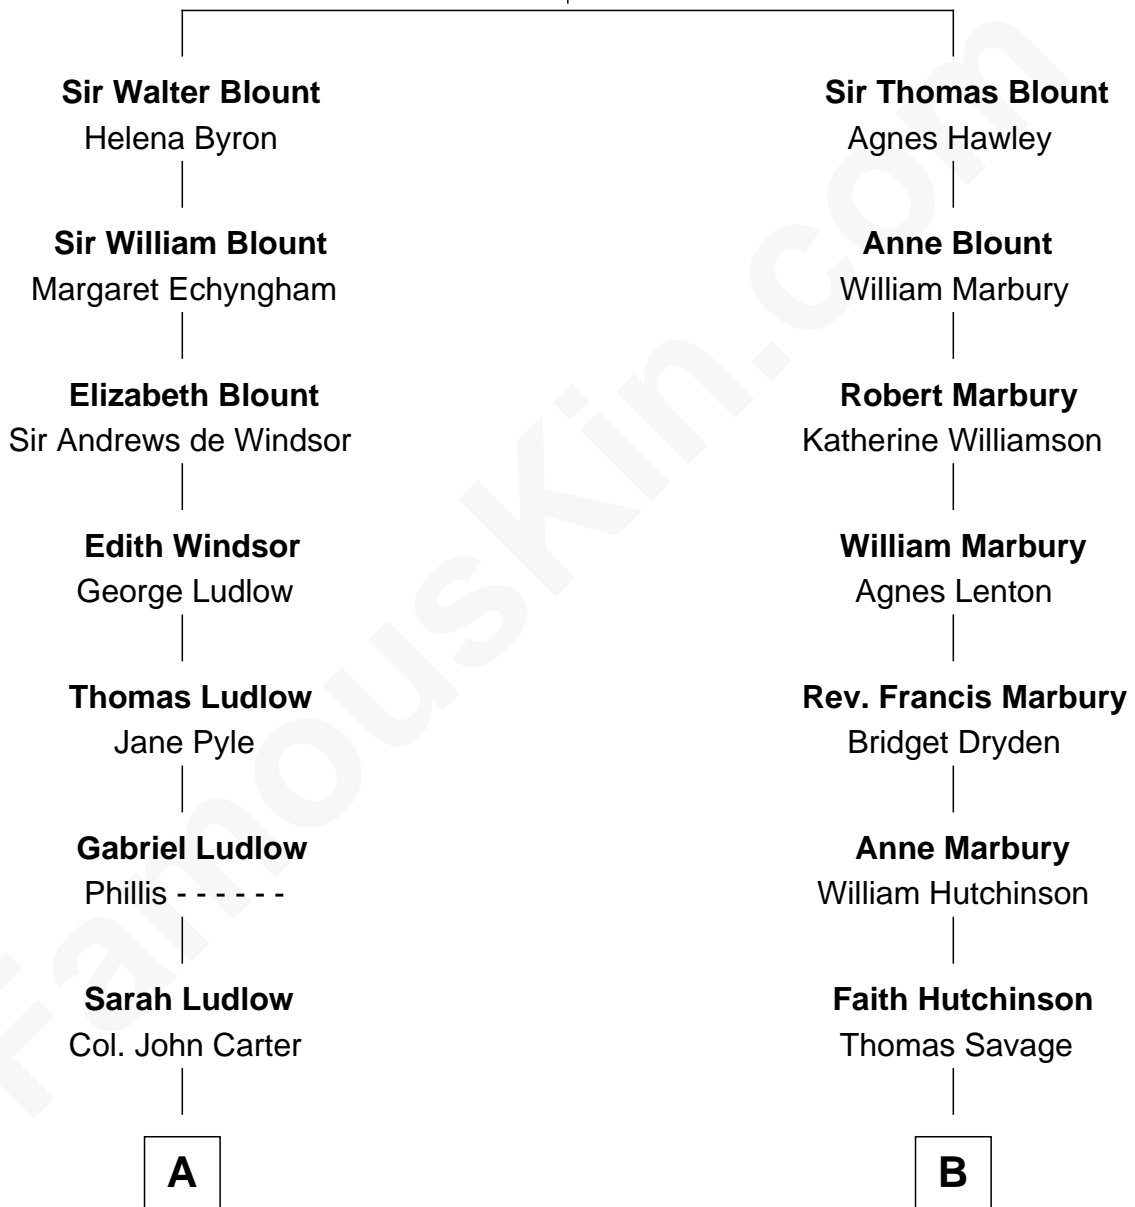 Sir Walter Blount
Helena Byron
Sir William Blount
Margaret Echyngham
Elizabeth Blount
Sir Andrews de Windsor
Edith Windsor
George Ludlow
Thomas Ludlow
Jane Pyle
Gabriel Ludlow
Phillis - - - - - -
Sarah Ludlow
Col. John Carter
A
Sir Thomas Blount
Agnes Hawley
Anne Blount
William Marbury
Robert Marbury
Katherine Williamson
William Marbury
Agnes Lenton
Rev. Francis Marbury
Bridget Dryden
Anne Marbury
William Hutchinson
Faith Hutchinson
Thomas Savage
B
FamousKin.com